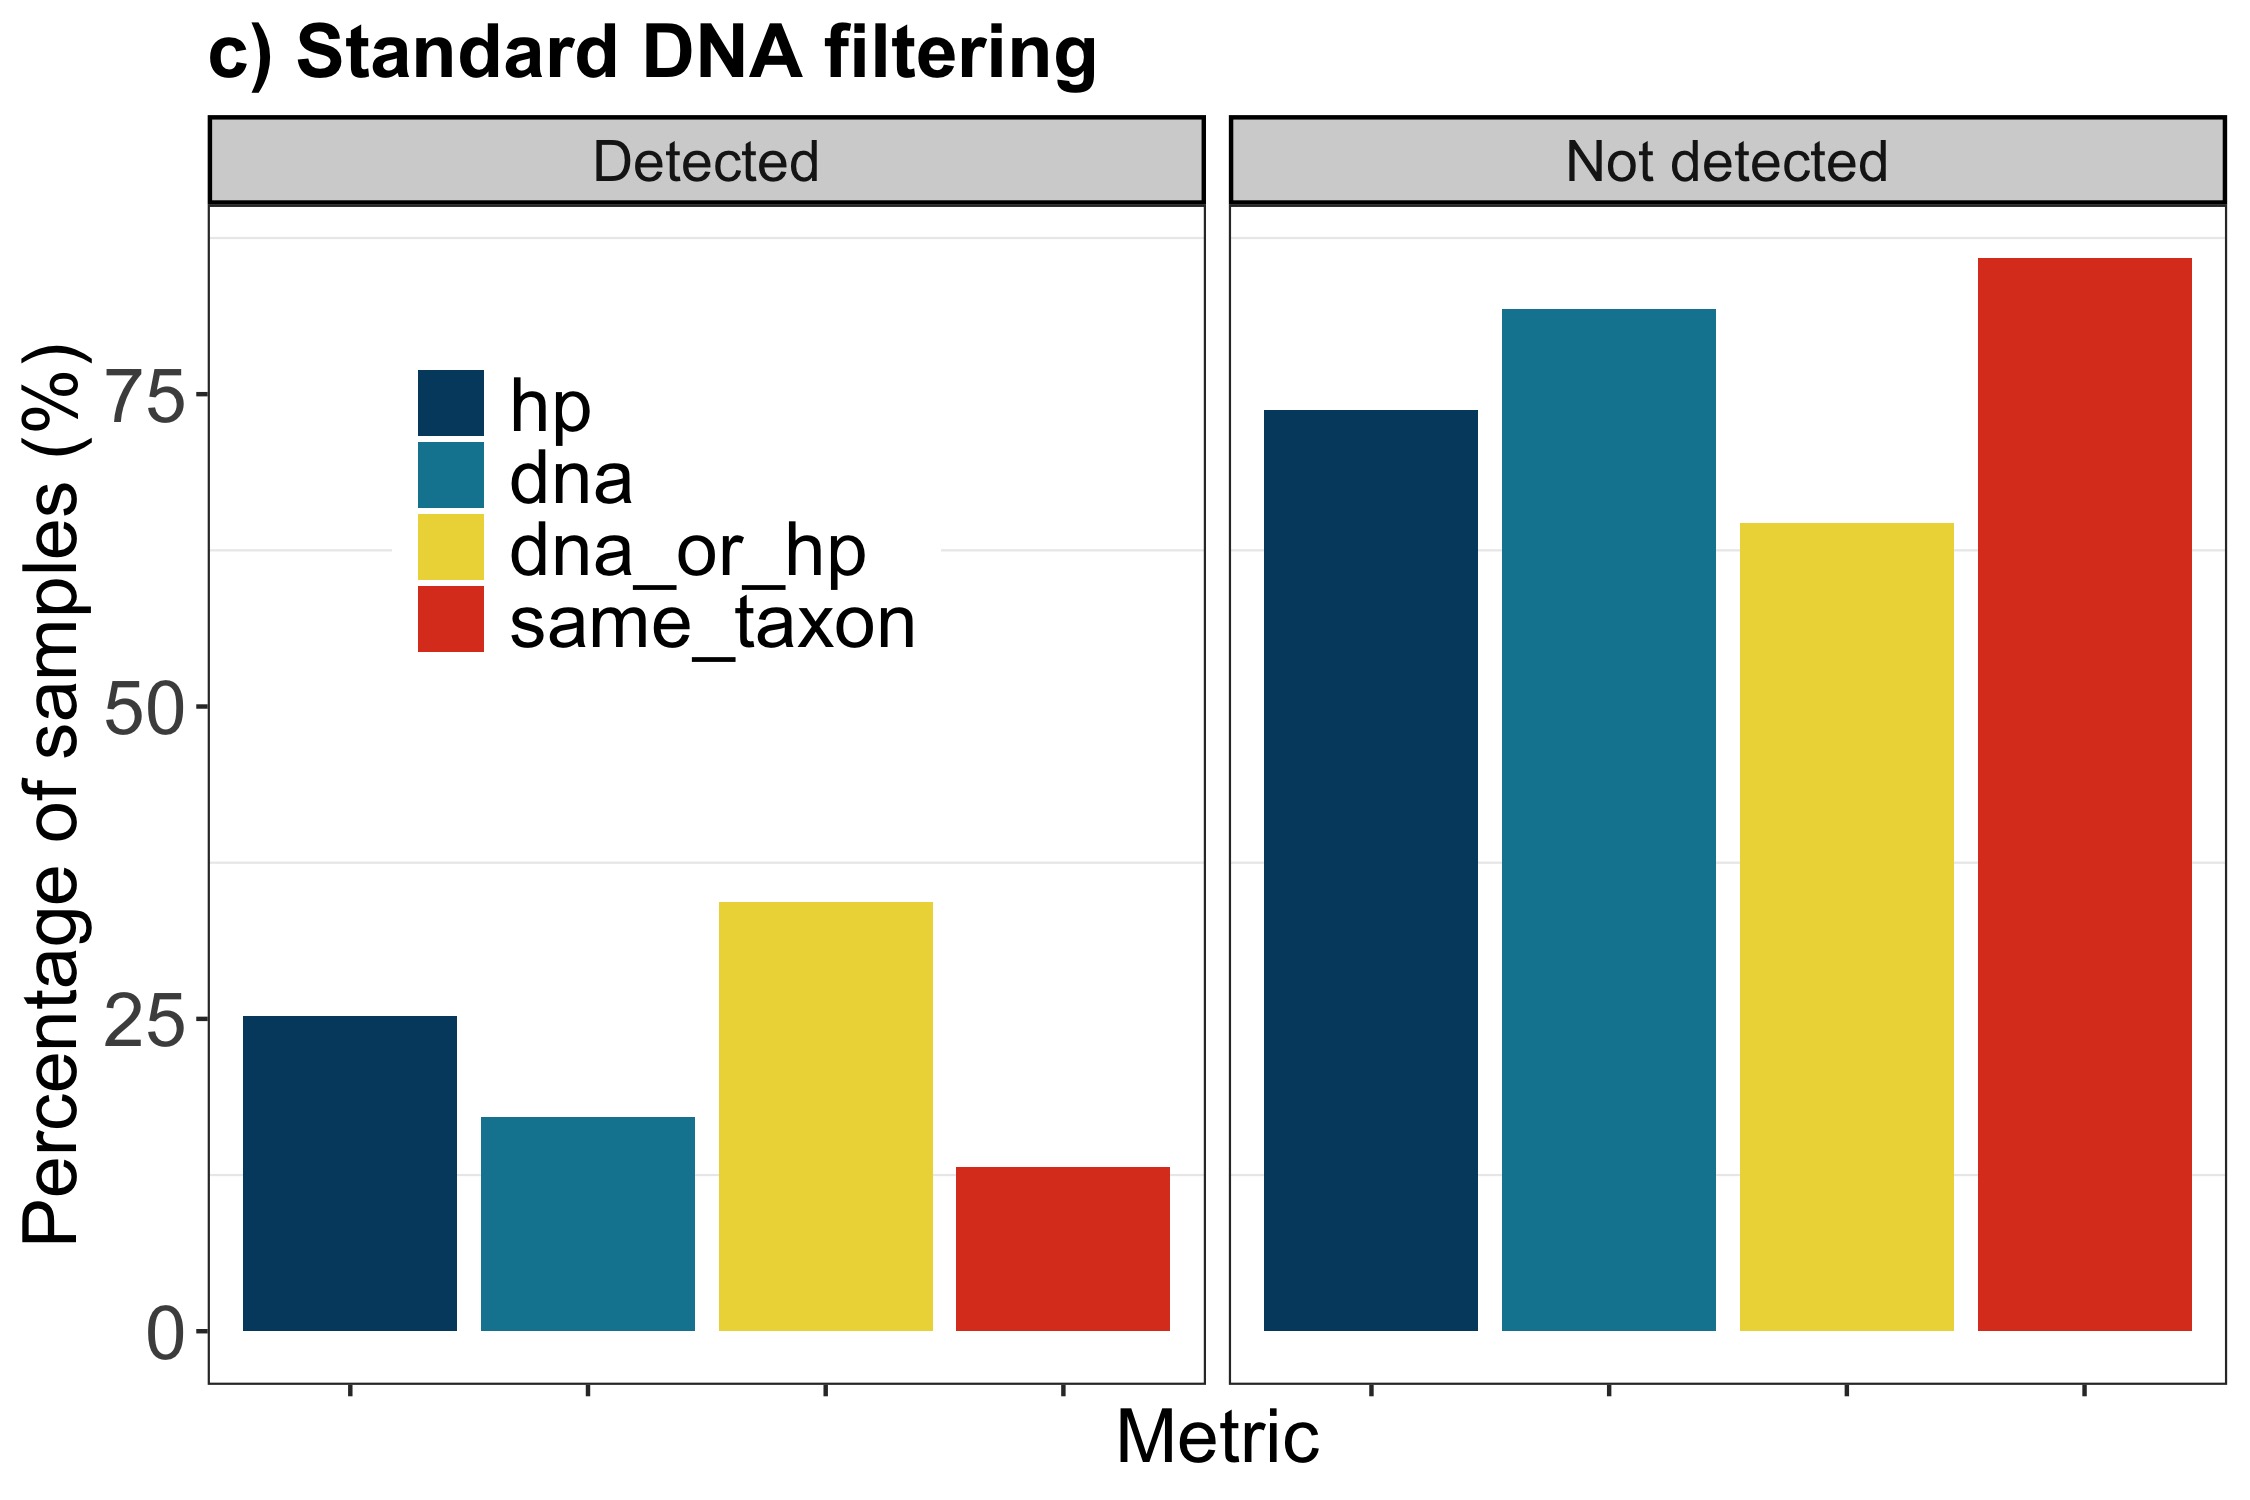 c) Standard DNA filtering
Detected
Not detected
Percentage of samples (%)
75
50
25
0
hp
dna
dna_or_hp
same_taxon
Metric